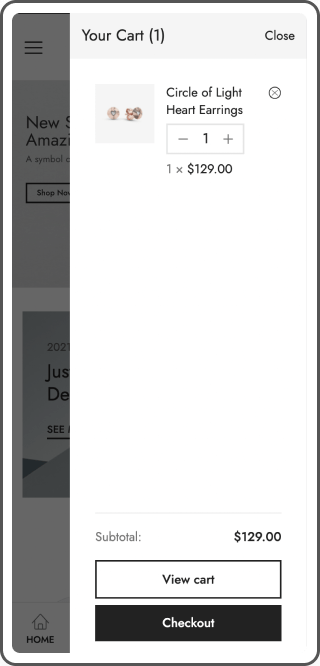 Your Cart (1)
Close
Circle of Light
Heart Earrings
1
1 × $129.00
New S
Amazi
A symbol o
Shop Nov
2021
Jus
De
SEE
Subtotal: $129.00
View cart
Checkout
HOME